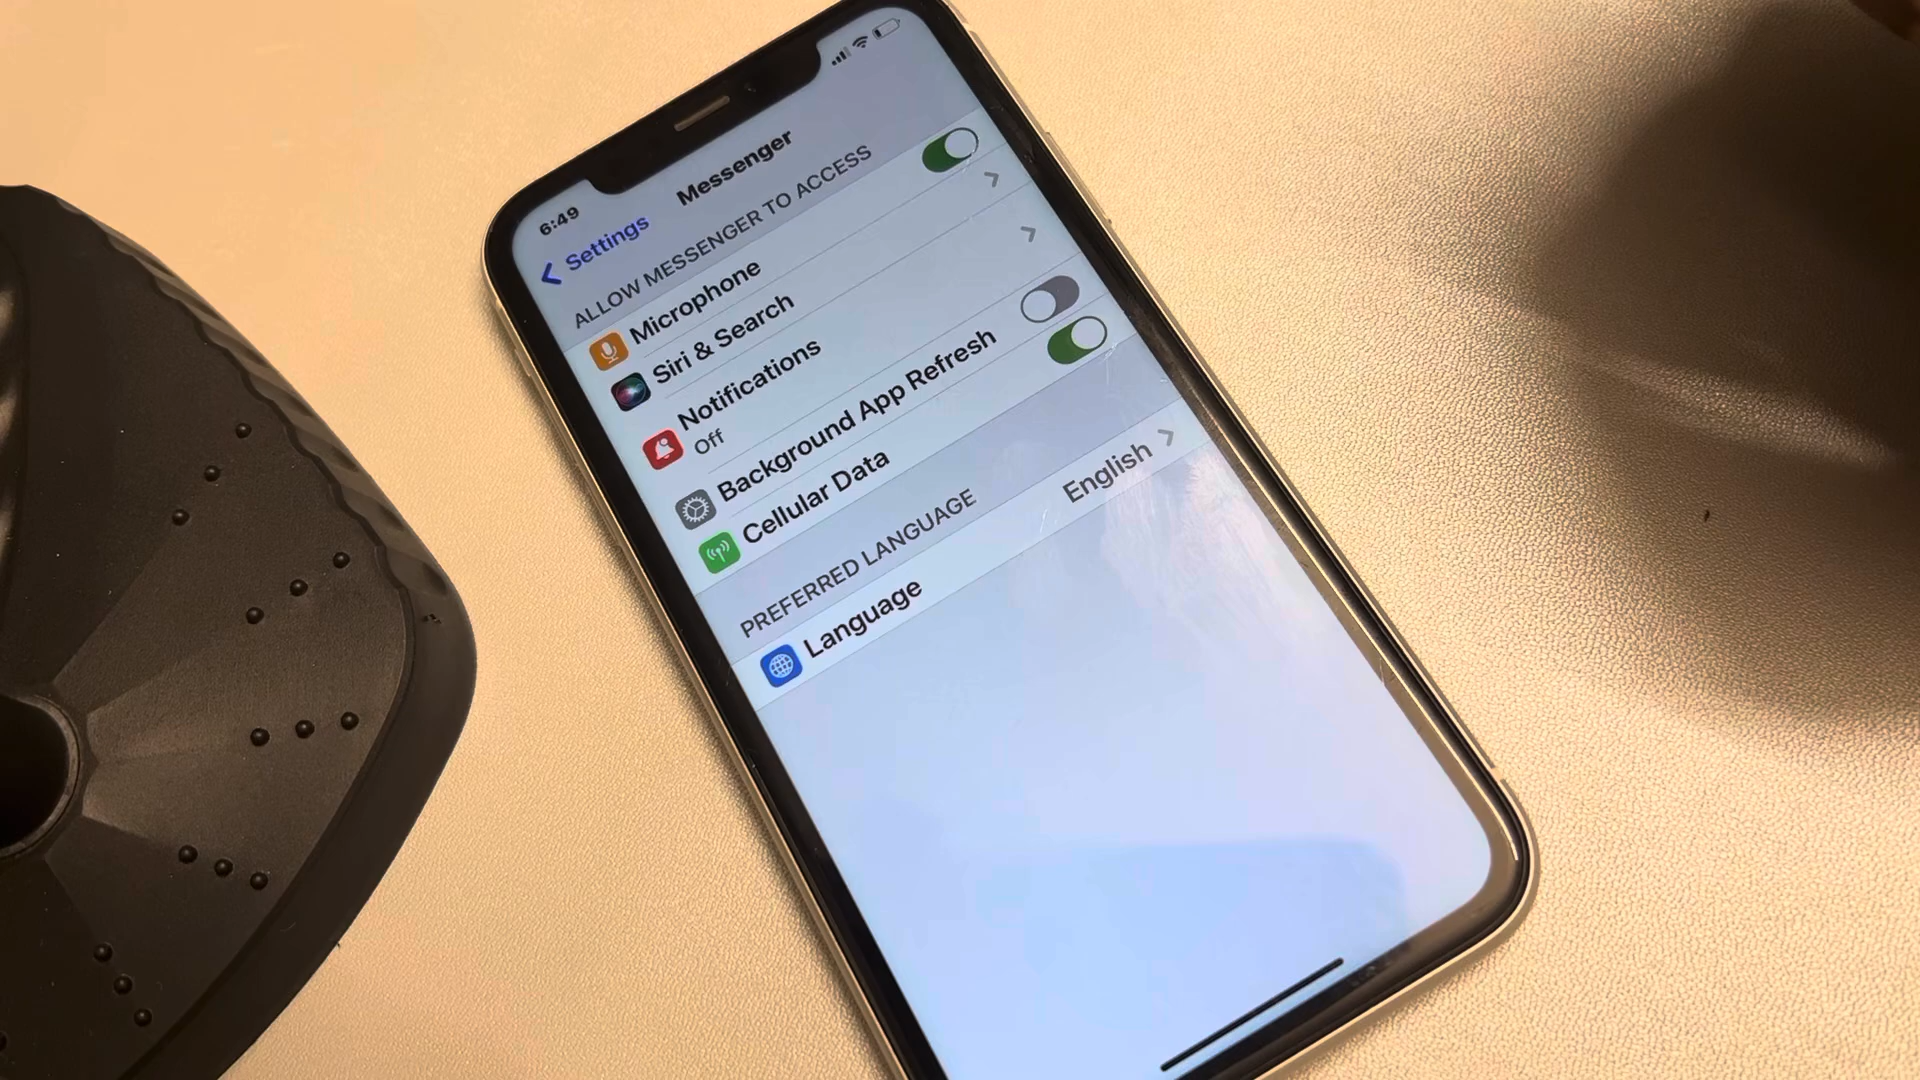 6:49
Settings
Messenger
ALLOW MESSENGER TO ACCESS
Microphone
Siri & Search
Notifications
Off
Background App Refresh
Cellular Data
PREFERRED LANGUAGE
Language English